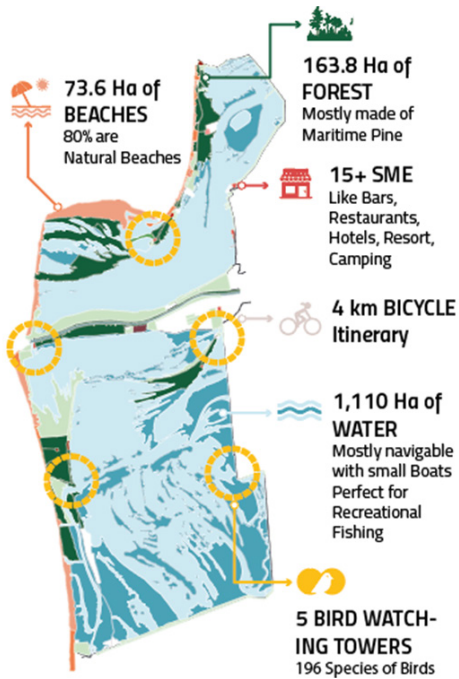 73.6 Ha of
BEACHES
80% are
Natural Beaches
163.8 Ha of
FOREST
Mostly made of
Maritime Pine
15+ SME
Like Bars,
Restaurants,
Hotels, Resort,
Camping
4 km BICYCLE
Itinerary
1,110 Ha of
WATER
Mostly navigable
with small Boats
Perfect for
Recreational
Fishing
5 BIRD WATCH-
ING TOWERS
196 Species of Birds